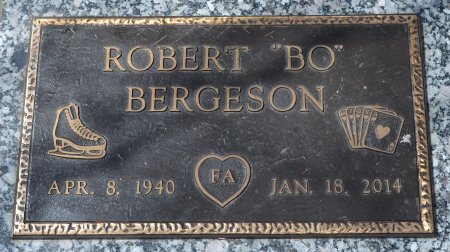 ROBERT "BO"
BERGESON
APR. 8, 1940 FA JAN. 18, 2014